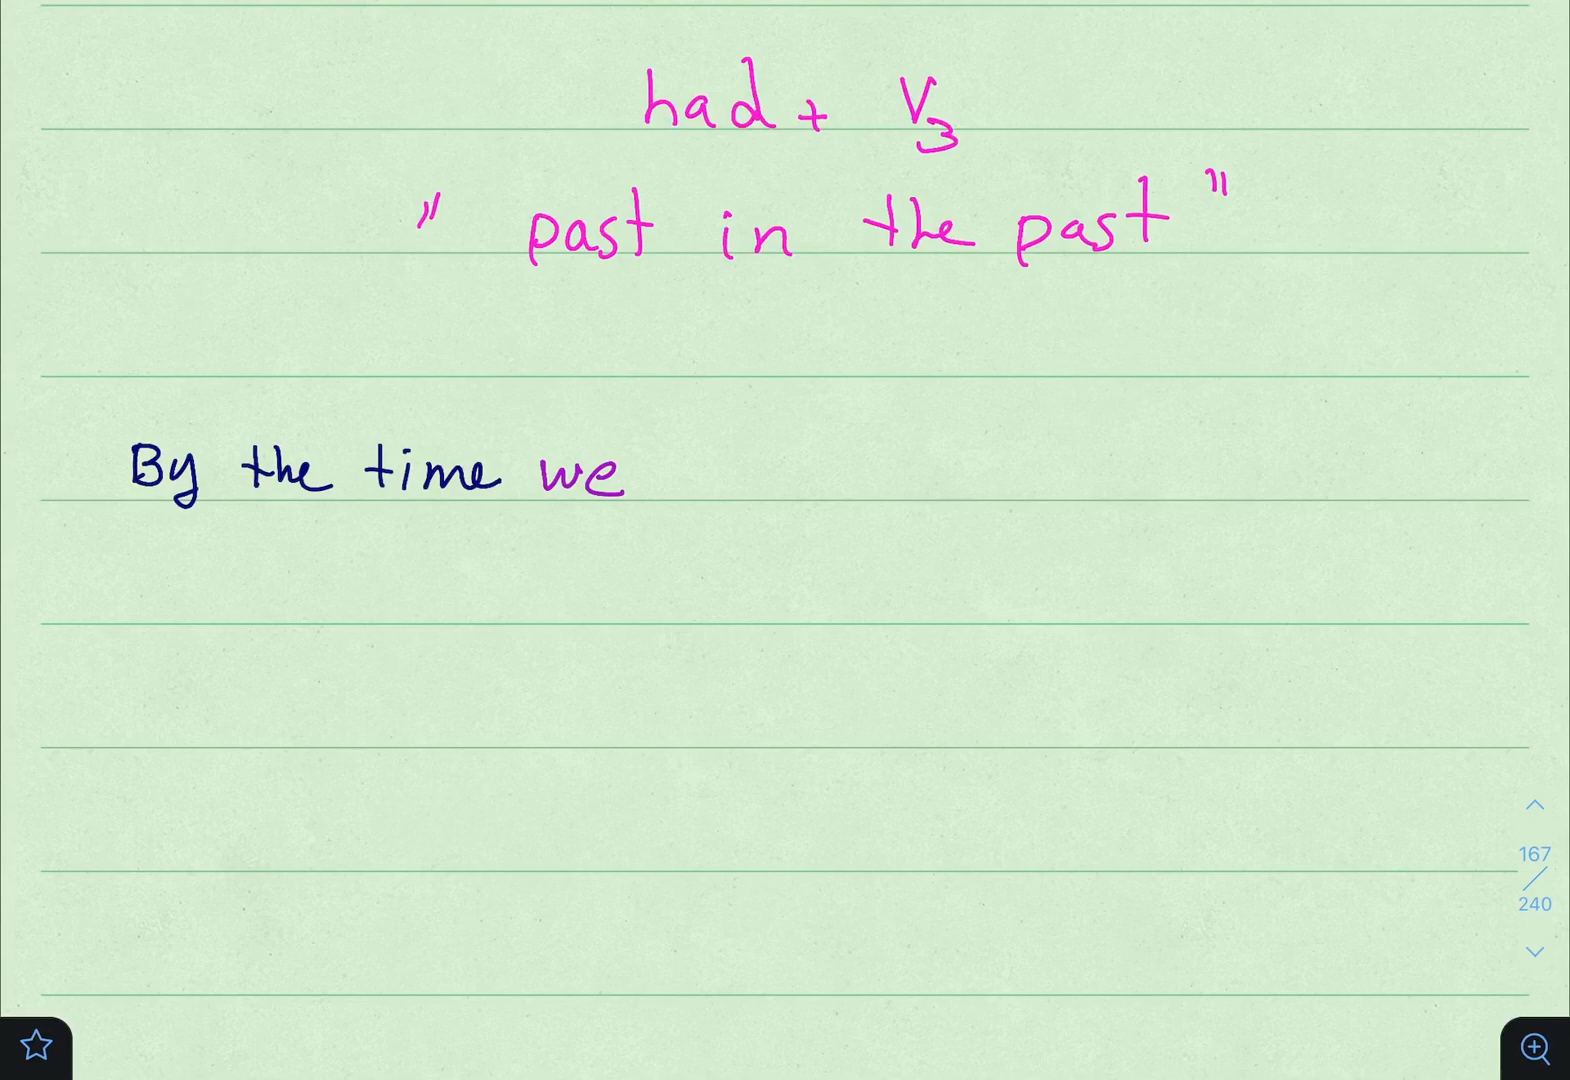 had + V₃
" past in the past "
By the time we
167
/
240